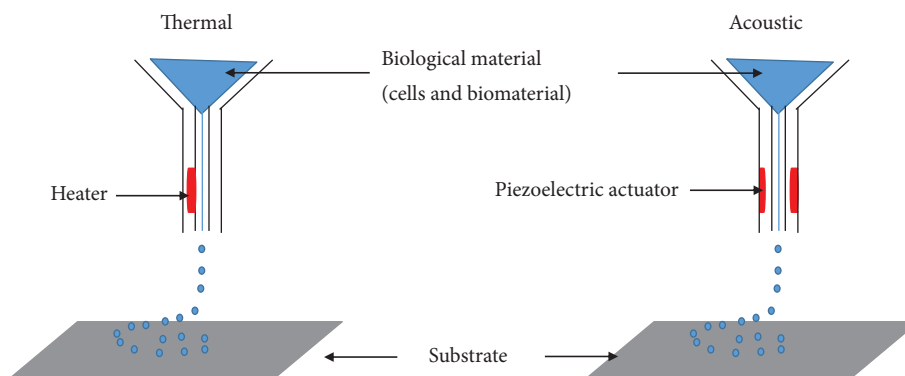 Thermal
Acoustic
Biological material
(cells and biomaterial)
Heater
Piezoelectric actuator
Substrate